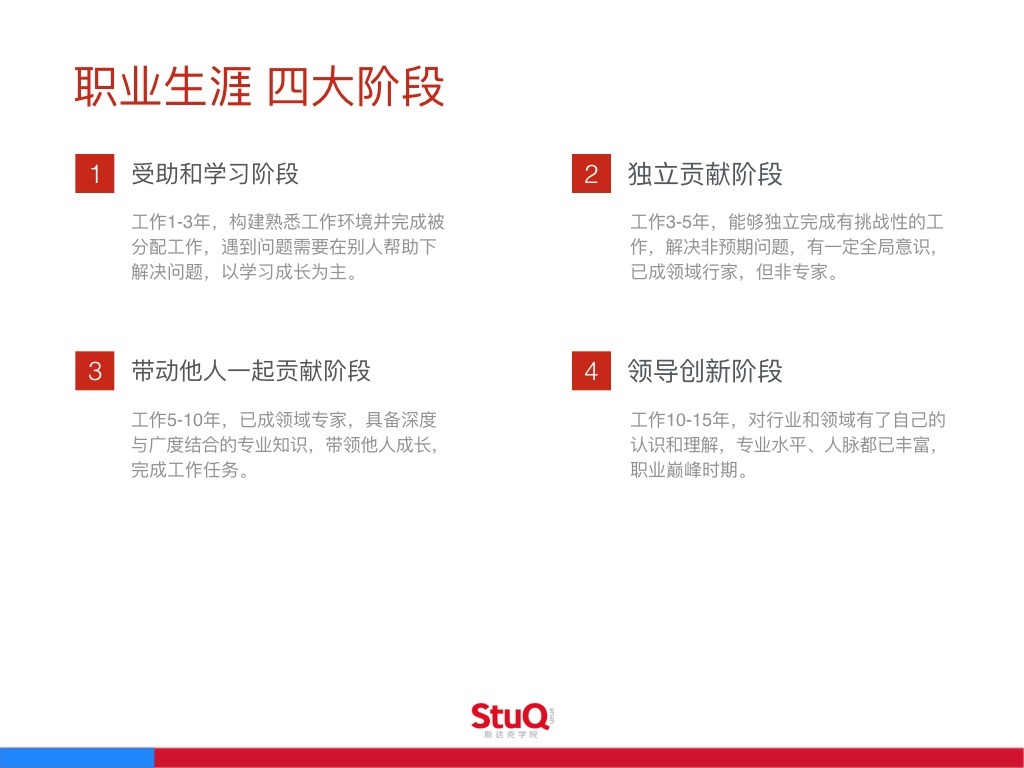 职业生涯 四大阶段
1 受助和学习阶段
工作1-3年，构建熟悉工作环境并完成被
分配工作，遇到问题需要在别人帮助下
解决问题，以学习成长为主。
2 独立贡献阶段
工作3-5年，能够独立完成有挑战性的工
作，解决非预期问题，有一定全局意识，
已成领域行家，但非专家。
3 带动他人一起贡献阶段
工作5-10年，已成领域专家，具备深度
与广度结合的专业知识，带领他人成长，
完成工作任务。
4 领导创新阶段
工作10-15年，对行业和领域有了自己的
认识和理解，专业水平、人脉都已丰富，
职业巅峰时期。
StuQ
斯达克学院